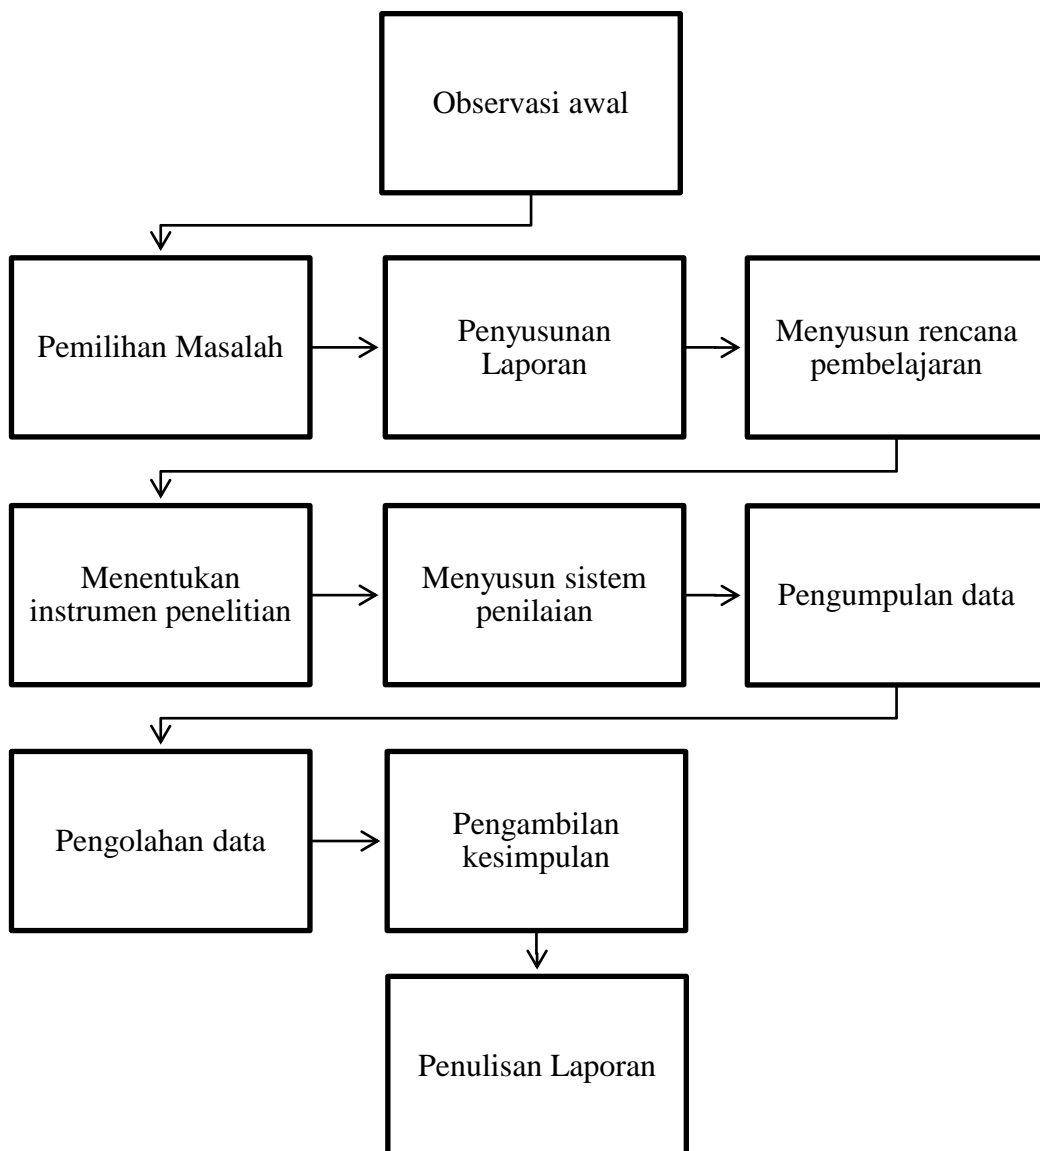 Observasi awal
Pemilihan Masalah
Penyusunan
Laporan
Menyusun rencana
pembelajaran
Menentukan
instrumen penelitian
Menyusun sistem
penilaian
Pengumpulan data
Pengolahan data
Pengambilan
kesimpulan
Penulisan Laporan